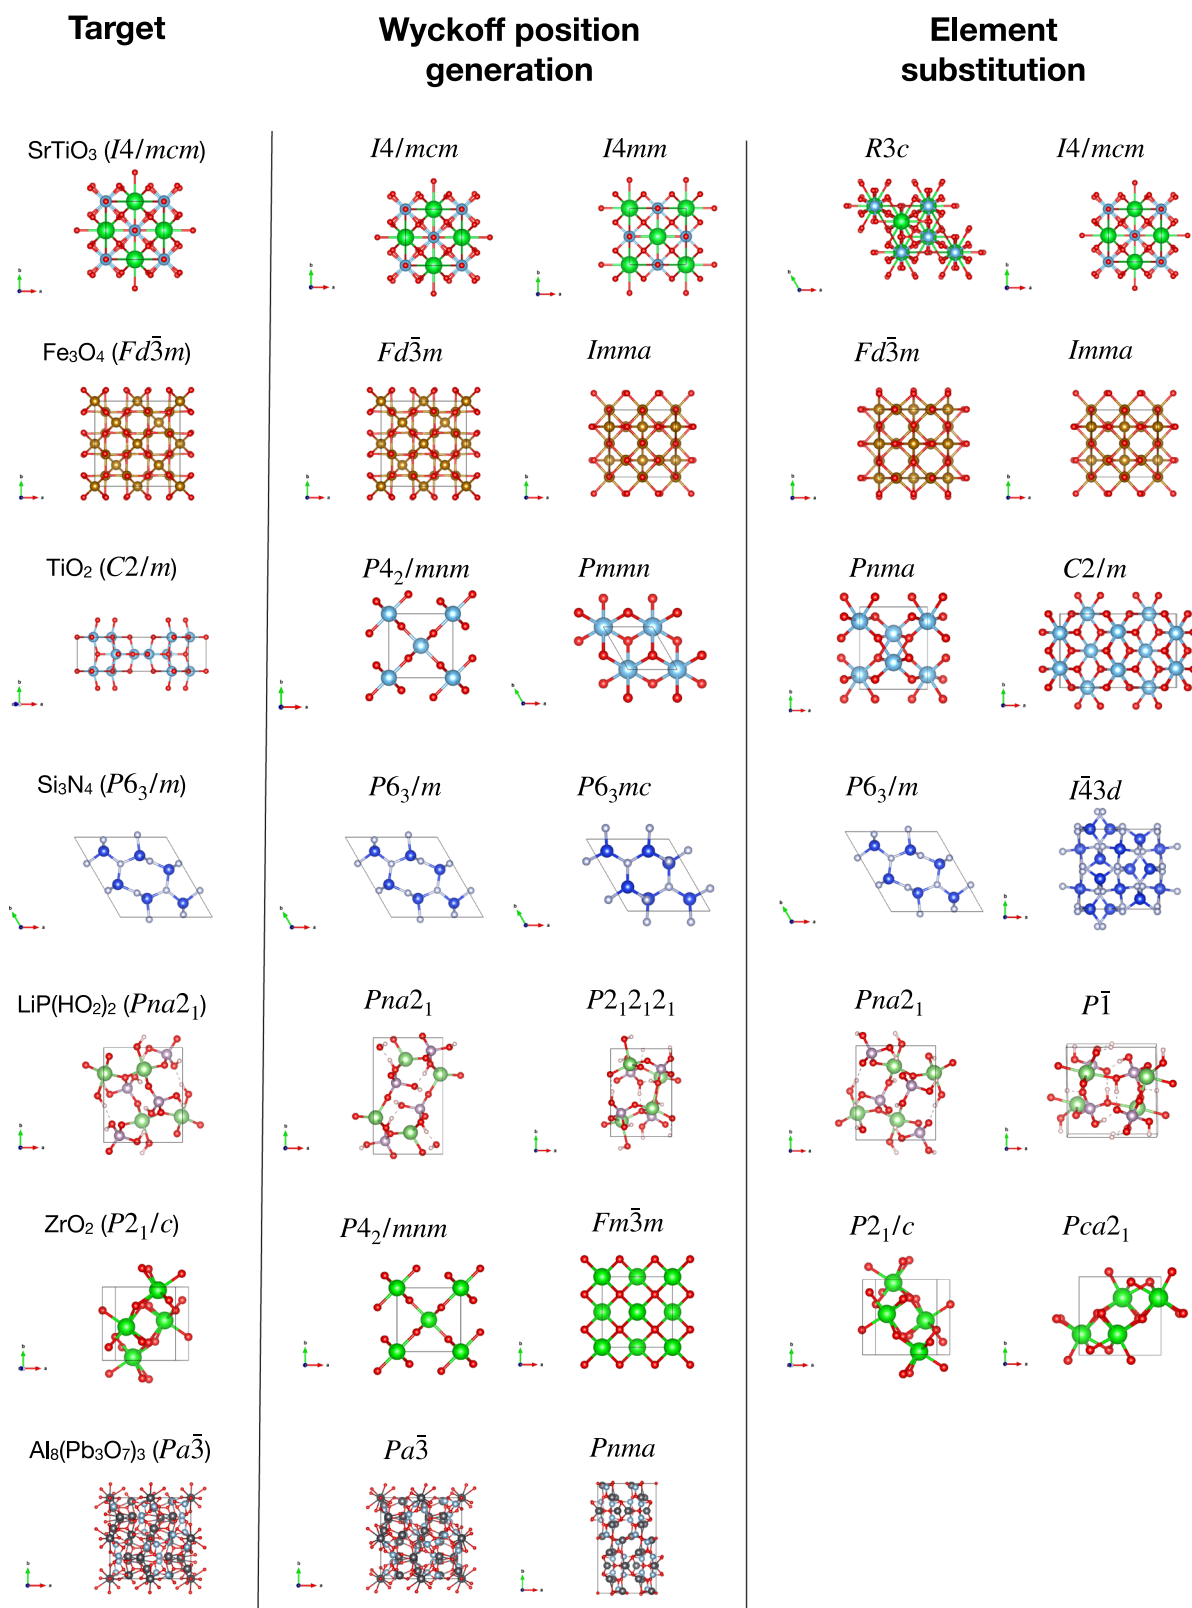 Target
Wyckoff position
generation
Element
substitution
SrTiO₃ (I4/mcm)
I4/mcm
I4mm
R3c
I4/mcm
b
a
b
a
b
a
b
a
b
a
Fe₃O₄ (Fd3̄m)
Fd3̄m
Imma
Fd3̄m
Imma
b
a
b
a
b
a
b
a
b
a
TiO₂ (C2/m)
P4₂/mnm
Pmmn
Pnma
C2/m
b
a
b
a
b
a
b
a
b
a
Si₃N₄ (P6₃/m)
P6₃/m
P6₃mc
P6₃/m
I4̄3d
b
a
b
a
b
a
b
a
b
a
LiP(HO₂)₂ (Pna2₁)
Pna2₁
P2₁2₁2₁
Pna2₁
P1̄
b
a
b
a
b
a
b
a
b
a
ZrO₂ (P2₁/c)
P4₂/mnm
Fm3̄m
P2₁/c
Pca2₁
b
a
b
a
b
a
b
a
b
a
Al₈(Pb₃O₇)₃ (Pa3̄)
Pa3̄
Pnma
b
a
b
a
b
a